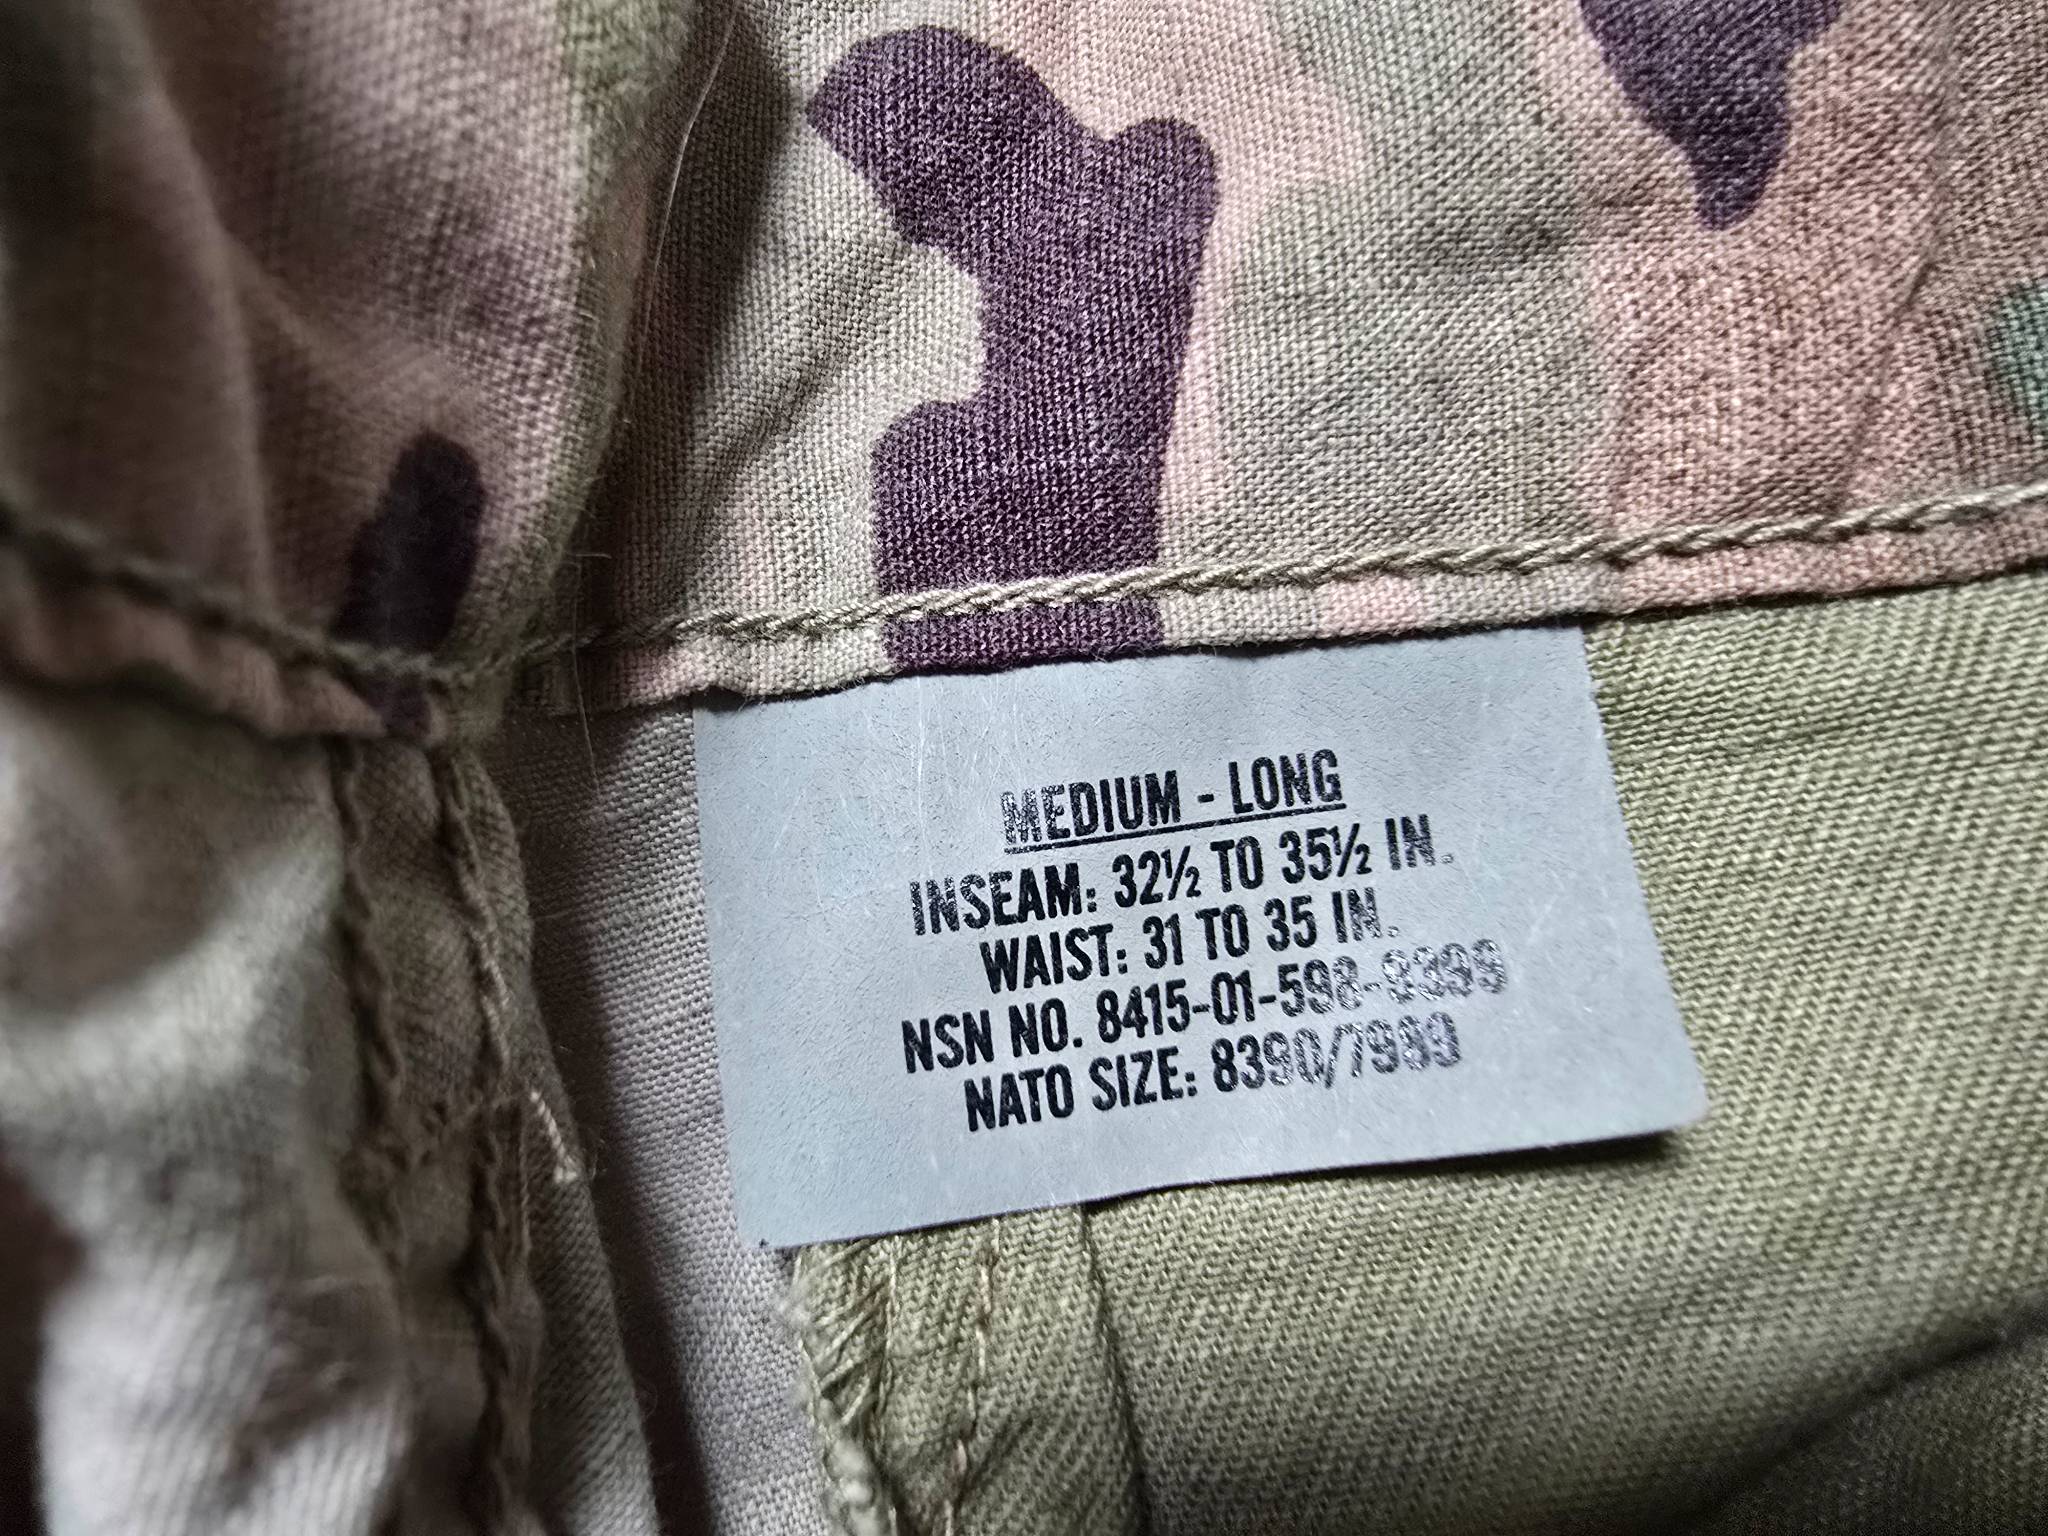 MEDIUM - LONG
INSEAM: 32½ TO 35½ IN.
WAIST: 31 TO 35 IN.
NSN NO. 8415-01-598-9399
NATO SIZE: 8390/7989